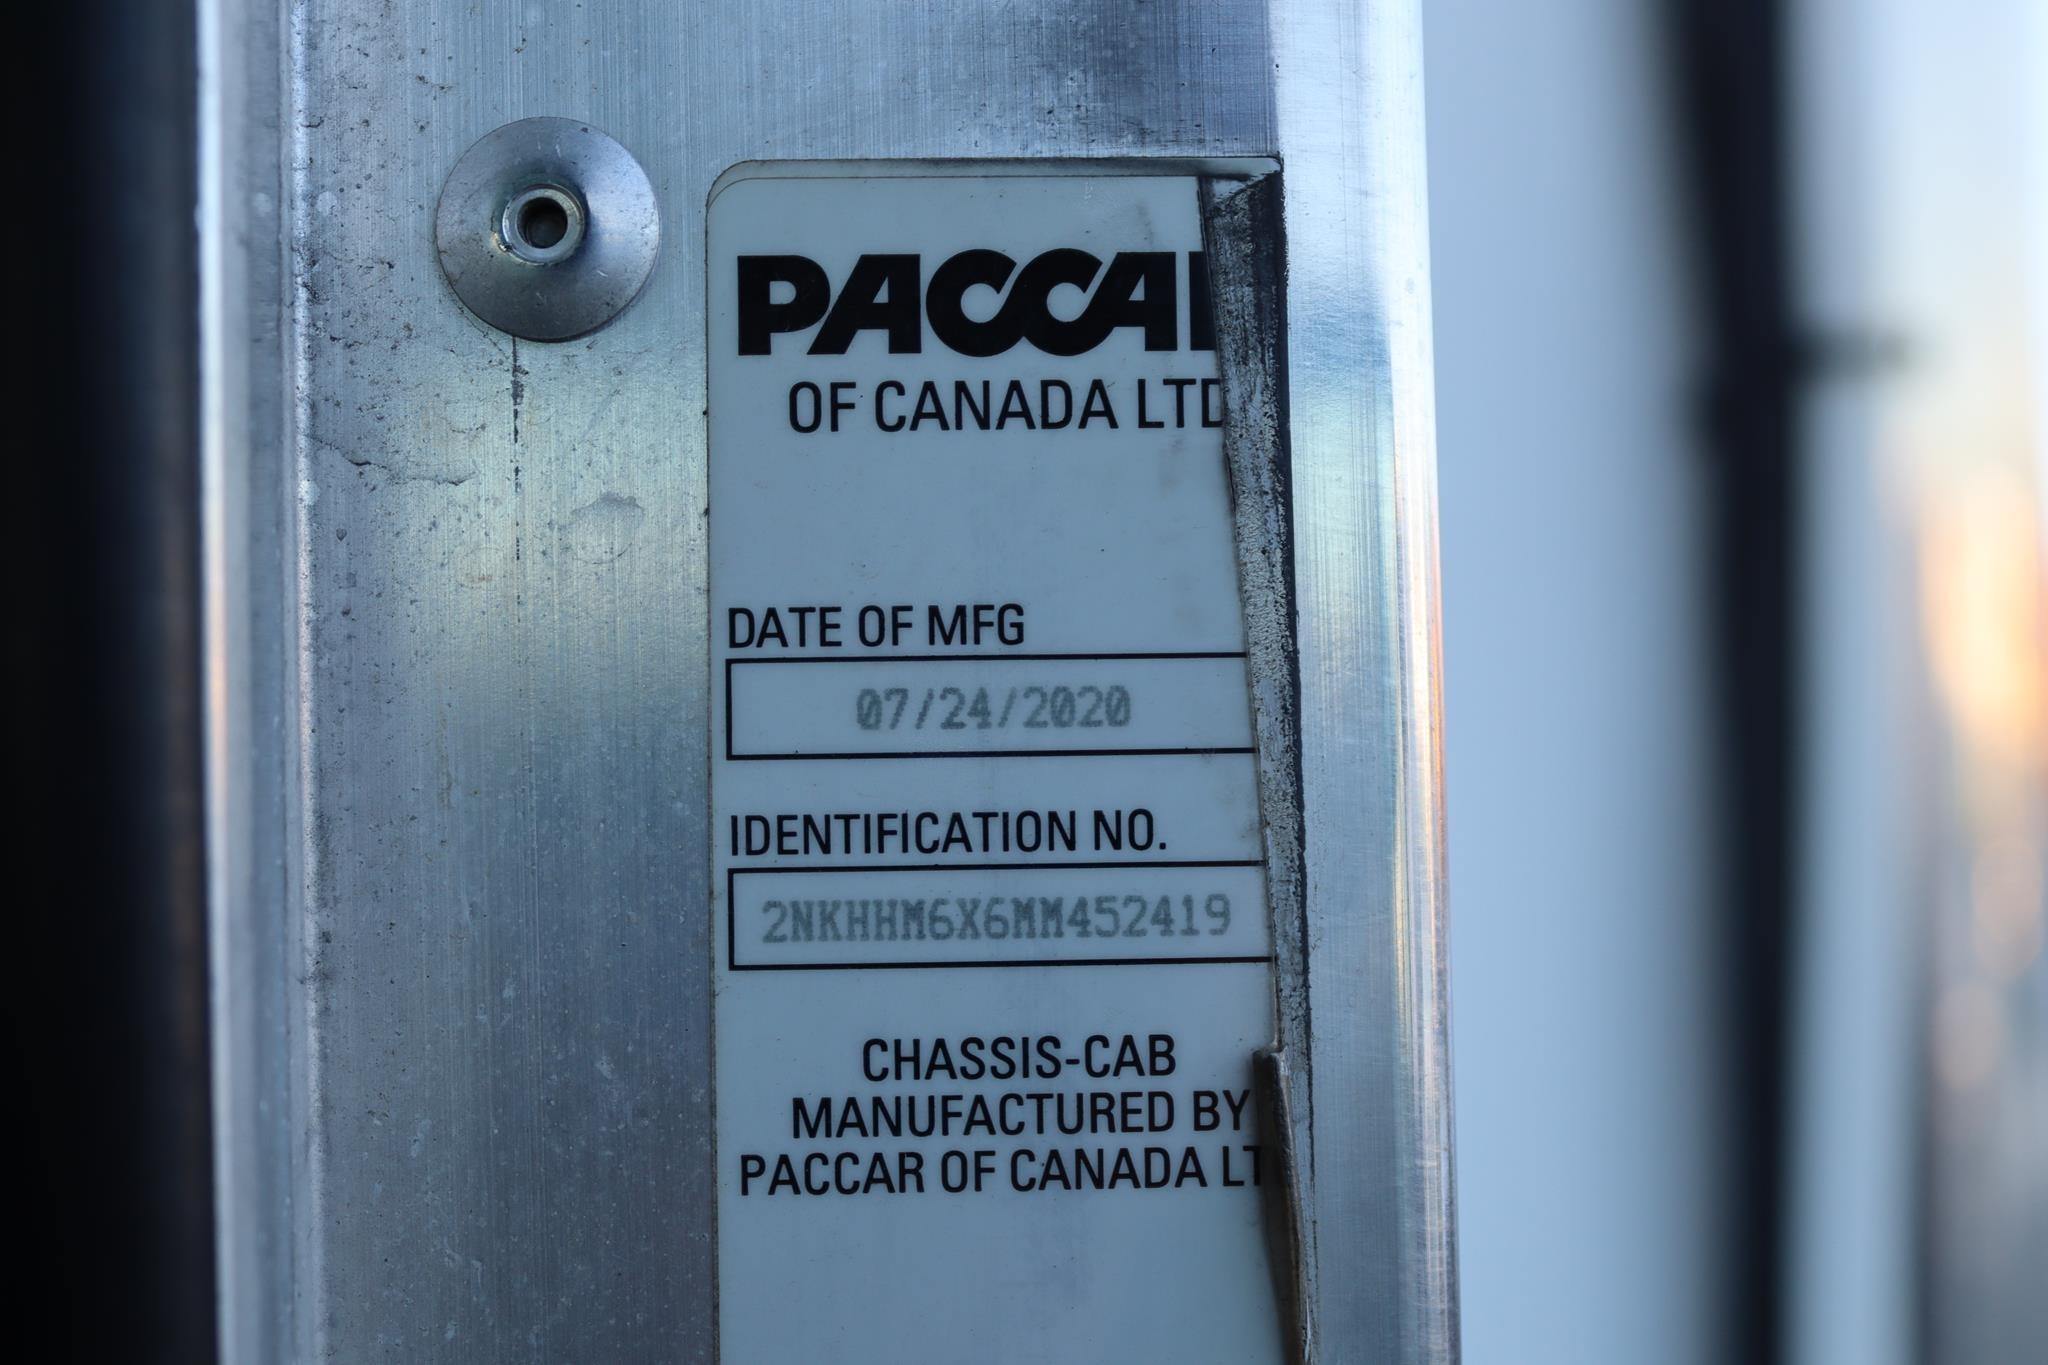 PACCAR
OF CANADA LTD
DATE OF MFG
07/24/2020
IDENTIFICATION NO.
2NKHHM6X6MM452419
CHASSIS-CAB
MANUFACTURED BY
PACCAR OF CANADA LT